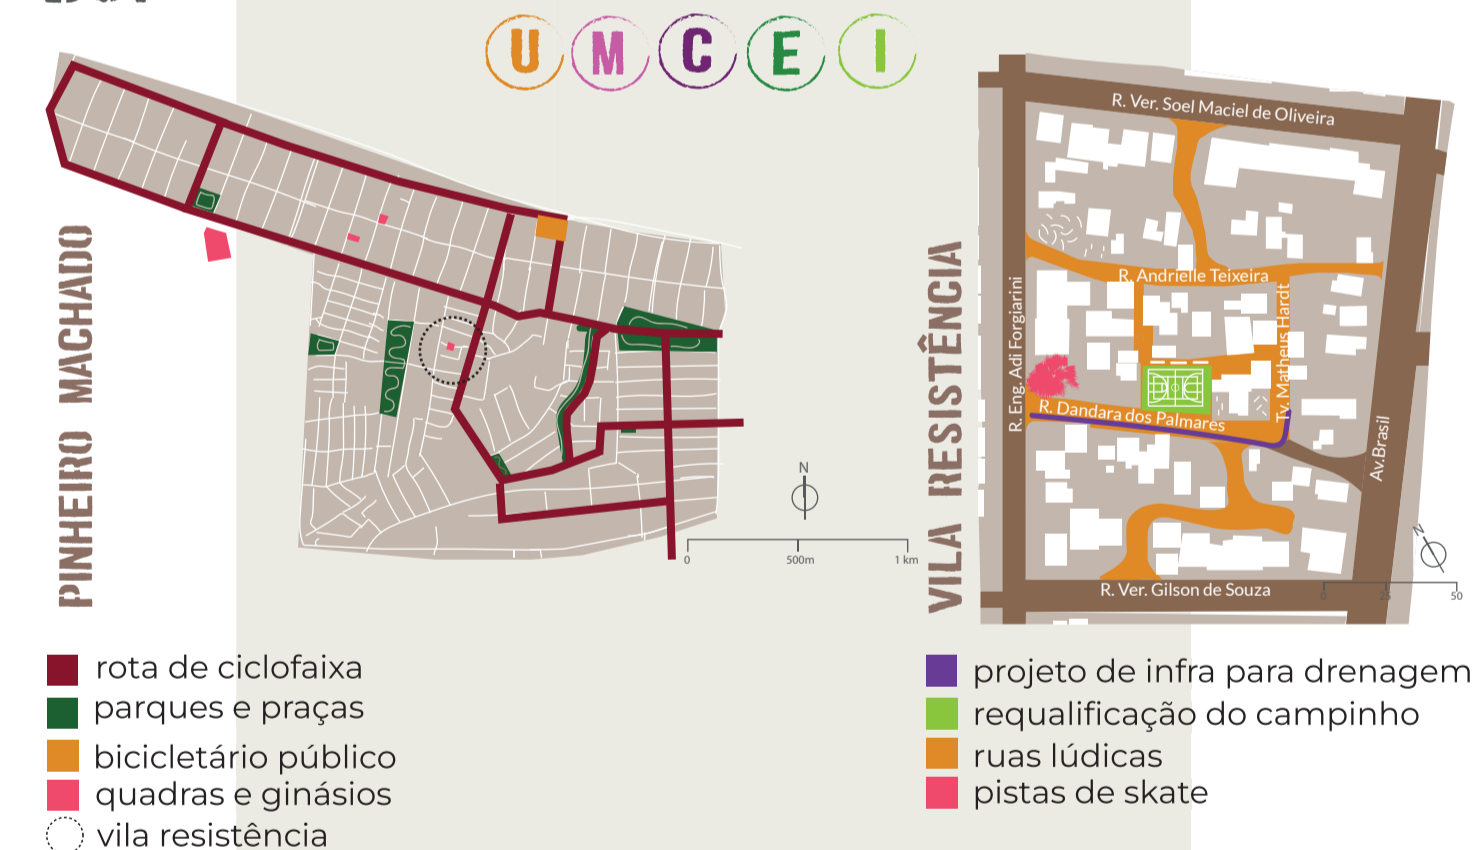 U M C E I
PINHEIRO MACHADO
N
0 500m 1 km
rota de ciclofaixa
parques e praças
bicicletário público
quadras e ginásios
vila resistência
VILA RESISTÊNCIA
R. Ver. Soel Maciel de Oliveira
R. Andrielle Teixeira
R. Eng. Adi Forgiarini
Tv. Matheus Hardt
R. Dandara dos Palmares
Av.Brasil
R. Ver. Gilson de Souza
N
0 25 50
projeto de infra para drenagem
requalificação do campinho
ruas lúdicas
pistas de skate